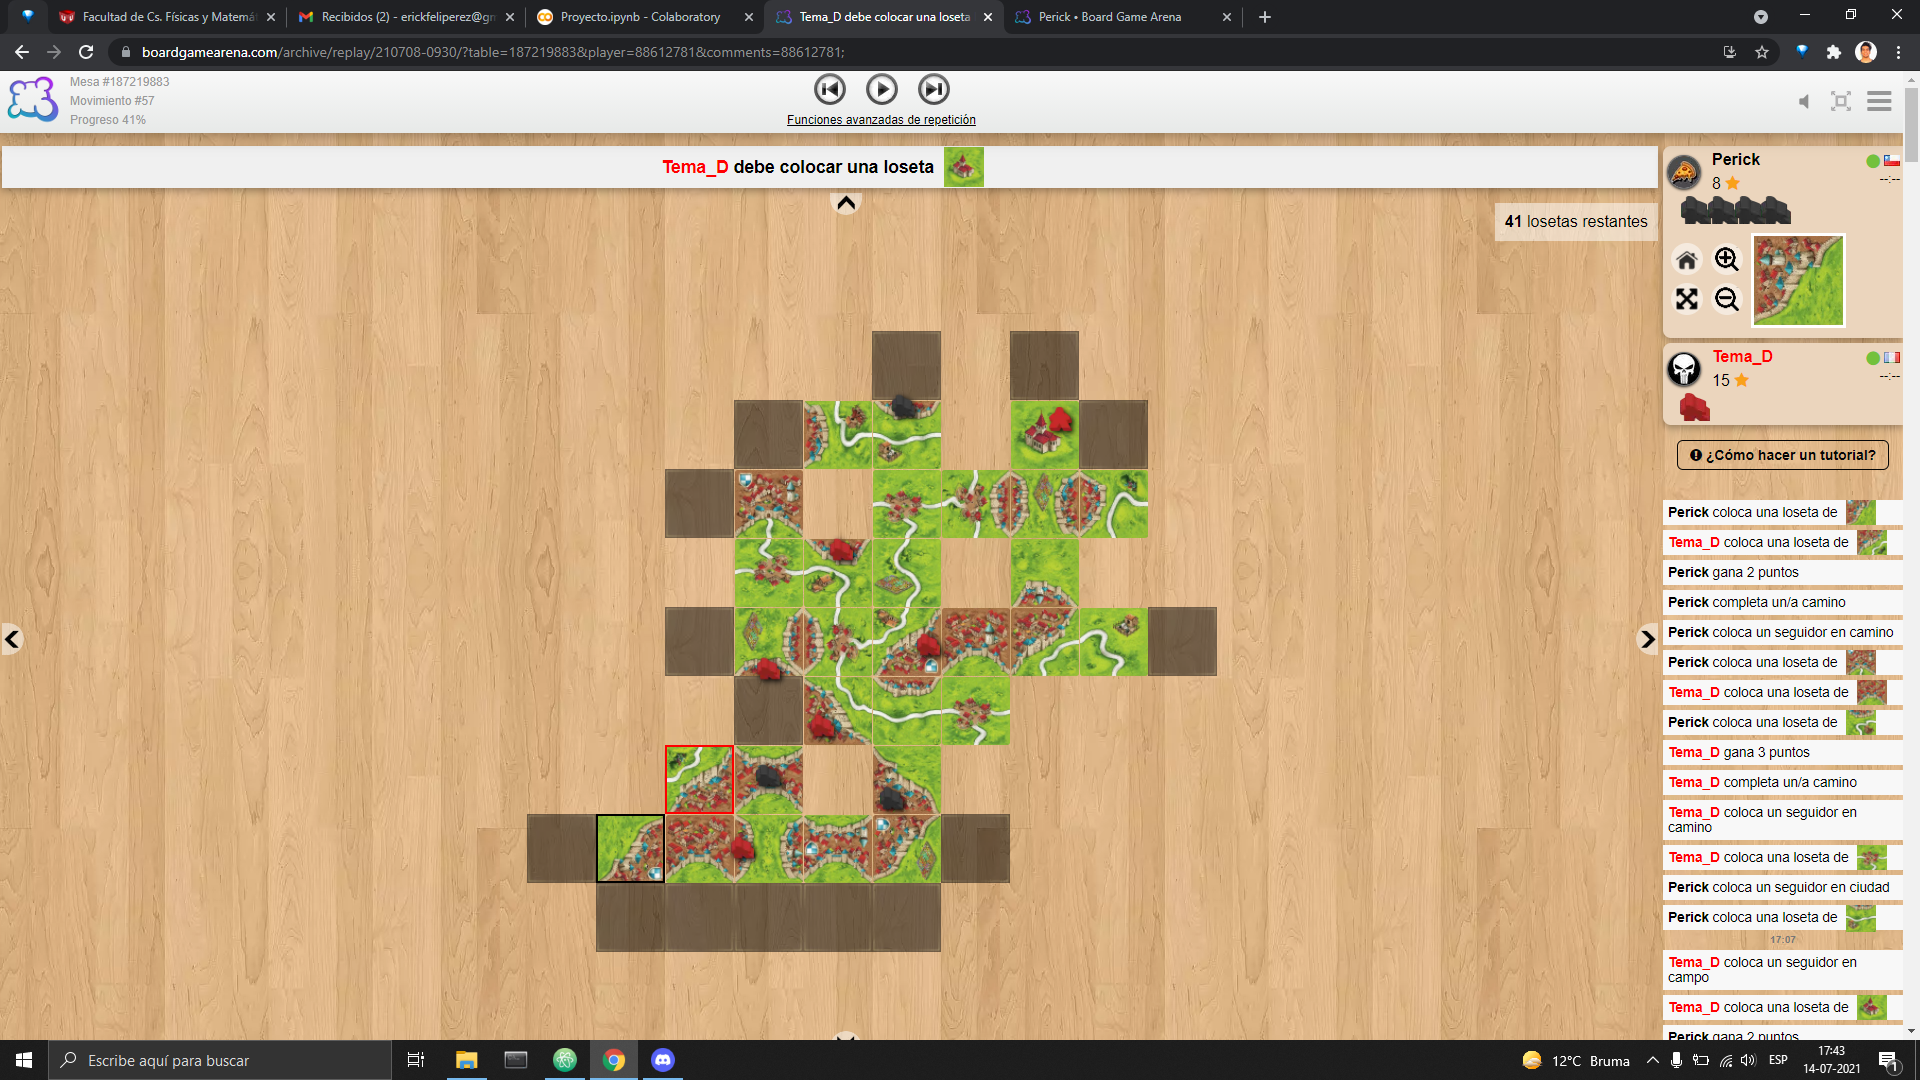 Facultad de Cs. Físicas y Matemá
Recibidos (2) - erickfeliperez@gm
Proyecto.ipynb - Colaboratory
Tema_D debe colocar una loseta
Perick • Board Game Arena
boardgamearena.com/archive/replay/210708-0930/?table=187219883&player=88612781&comments=88612781;
Mesa #187219883
Movimiento #57
Progreso 41%
Funciones avanzadas de repetición
Tema_D debe colocar una loseta
41 losetas restantes
Perick
8
--:--
Tema_D
15
--:--
¿Cómo hacer un tutorial?
Perick coloca una loseta de
Tema_D coloca una loseta de
Perick gana 2 puntos
Perick completa un/a camino
Perick coloca un seguidor en camino
Perick coloca una loseta de
Tema_D coloca una loseta de
Perick coloca una loseta de
Tema_D gana 3 puntos
Tema_D completa un/a camino
Tema_D coloca un seguidor en
camino
Tema_D coloca una loseta de
Perick coloca un seguidor en ciudad
Perick coloca una loseta de
17:07
Tema_D coloca un seguidor en
campo
Tema_D coloca una loseta de
Perick gana 2 puntos
Escribe aquí para buscar
12°C Bruma
ESP
17:43
14-07-2021
1